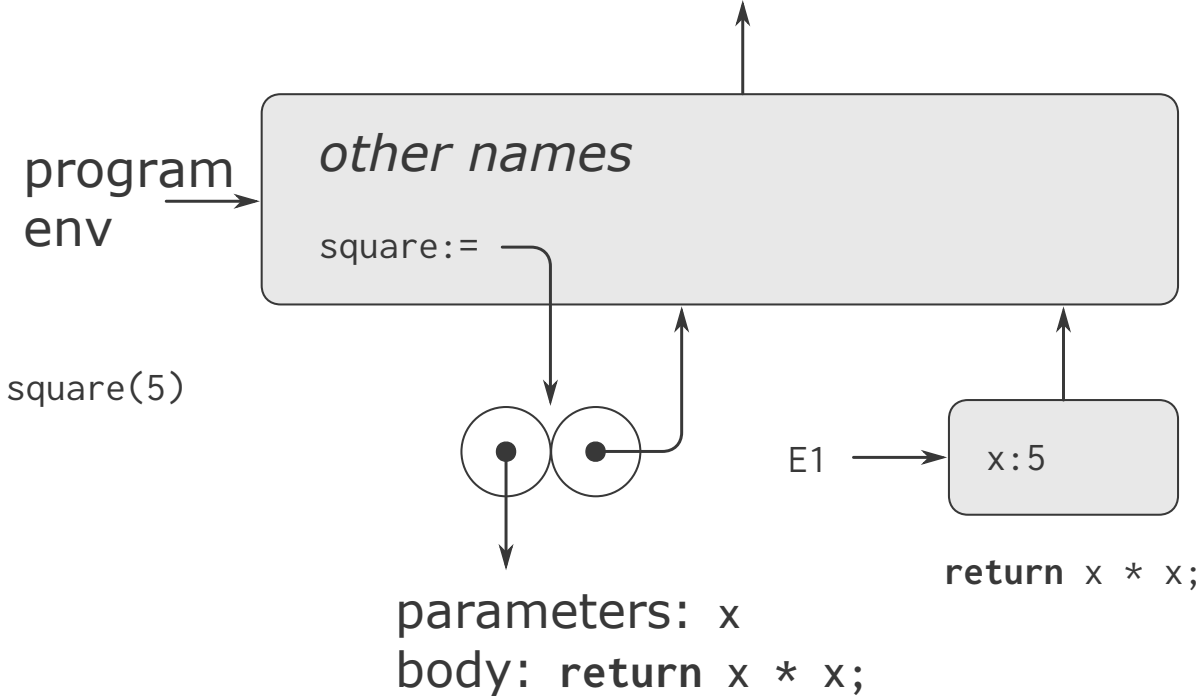 other names
program
env
square:=
square(5)
E1
x:5
return x * x;
parameters: x
body: return x * x;